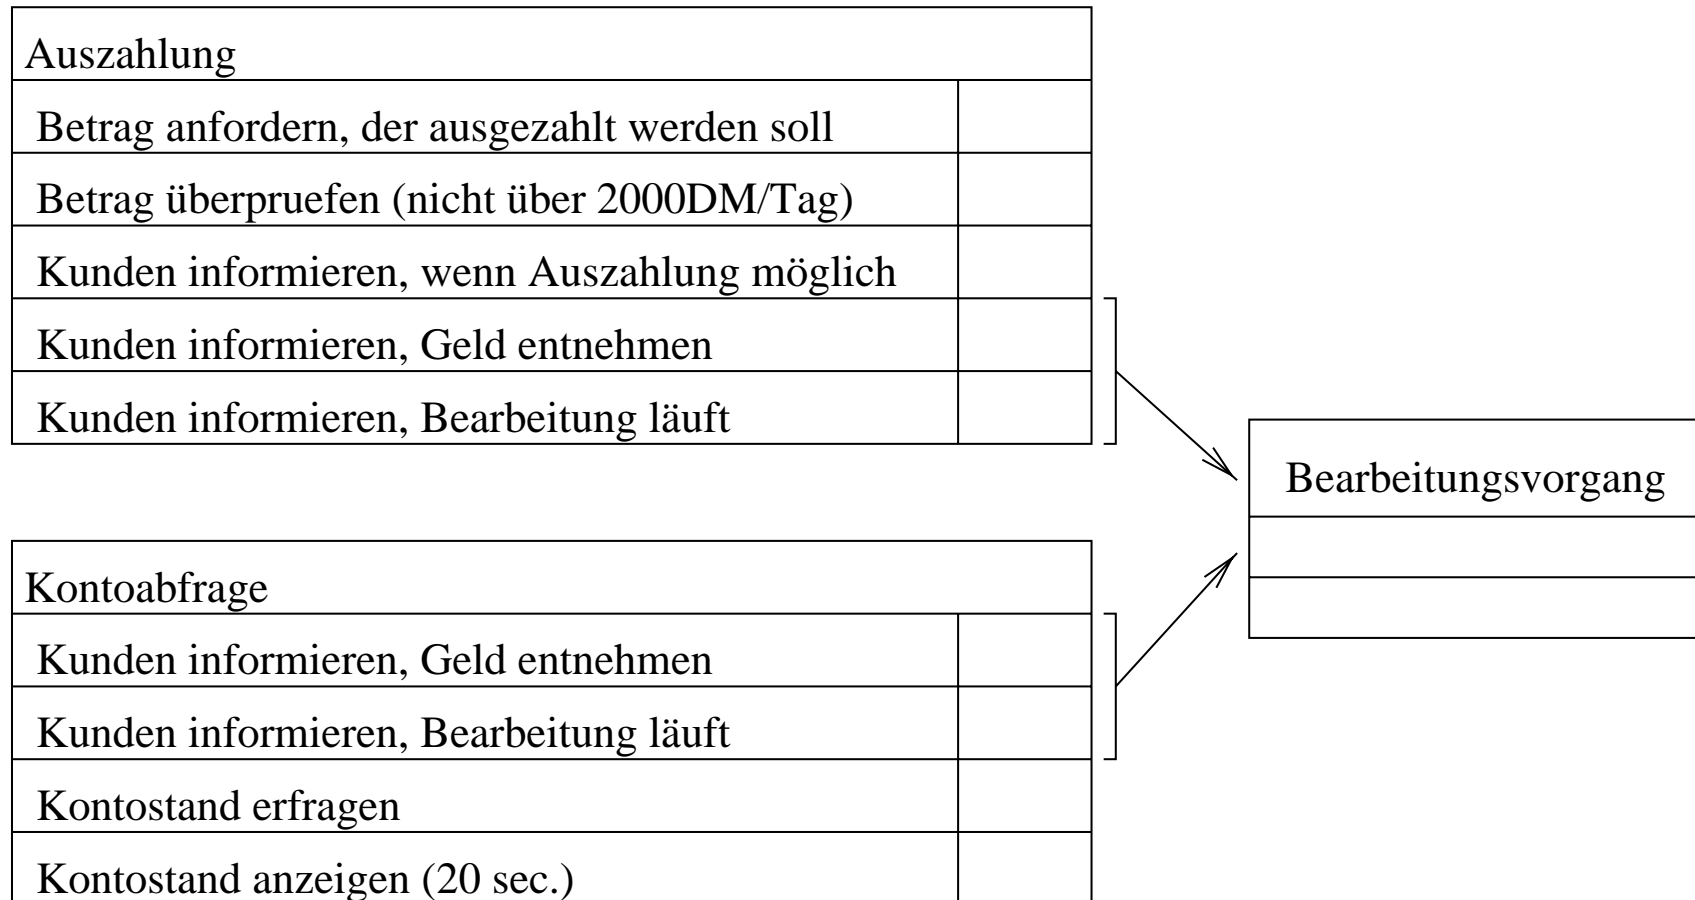 Auszahlung
Betrag anfordern, der ausgezahlt werden soll
Betrag überpruefen (nicht über 2000DM/Tag)
Kunden informieren, wenn Auszahlung möglich
Kunden informieren, Geld entnehmen
Kunden informieren, Bearbeitung läuft
Bearbeitungsvorgang
Kontoabfrage
Kunden informieren, Geld entnehmen
Kunden informieren, Bearbeitung läuft
Kontostand erfragen
Kontostand anzeigen (20 sec.)